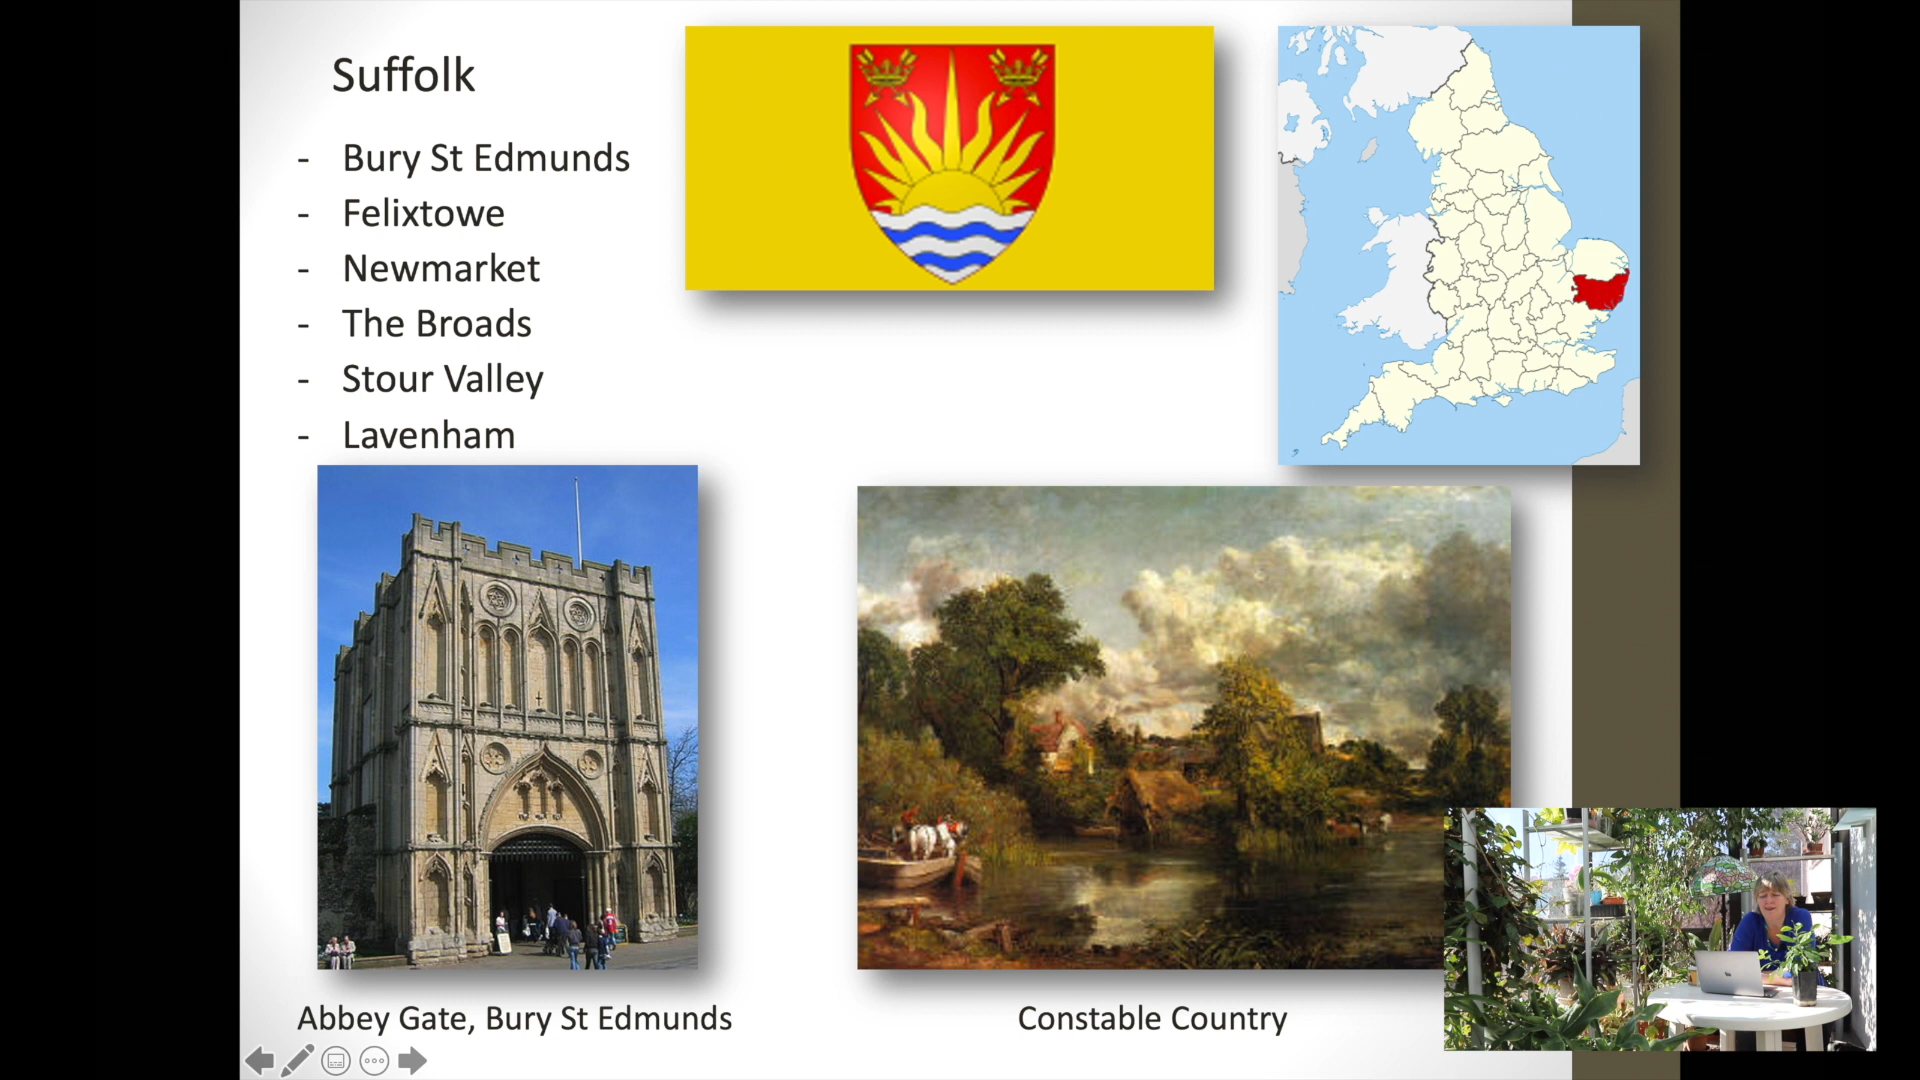 Suffolk
- Bury St Edmunds
- Felixtowe
- Newmarket
- The Broads
- Stour Valley
- Lavenham
Abbey Gate, Bury St Edmunds
Constable Country